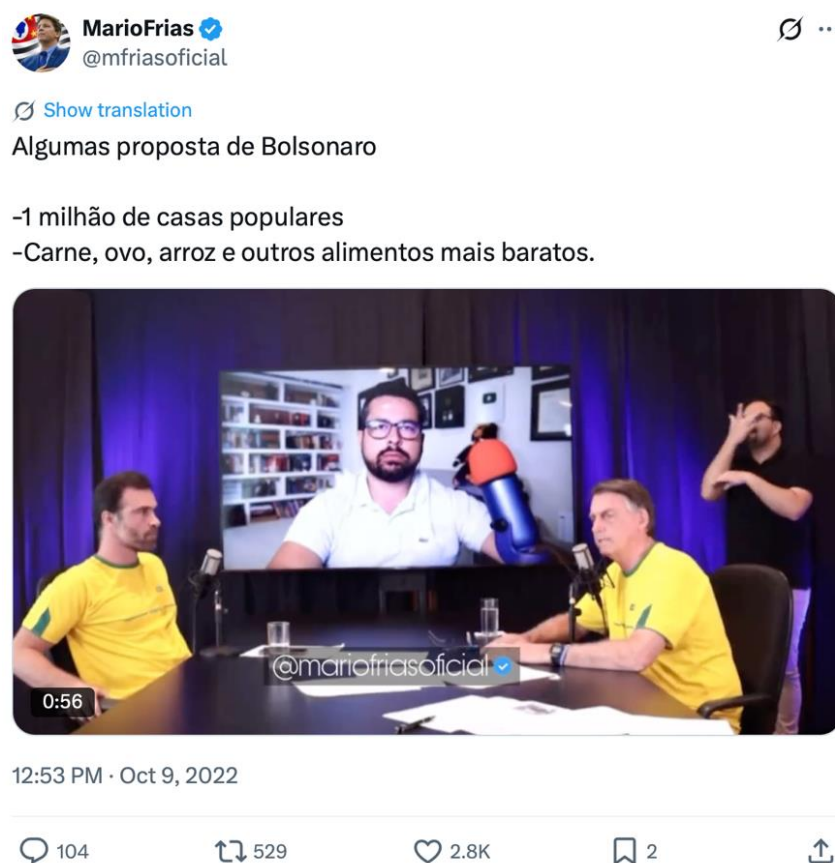 MarioFrias
@mfriasoficial
Show translation
Algumas proposta de Bolsonaro
-1 milhão de casas populares
-Carne, ovo, arroz e outros alimentos mais baratos.
@mariofriasoficial
0:56
12:53 PM · Oct 9, 2022
104 529 2.8K 2